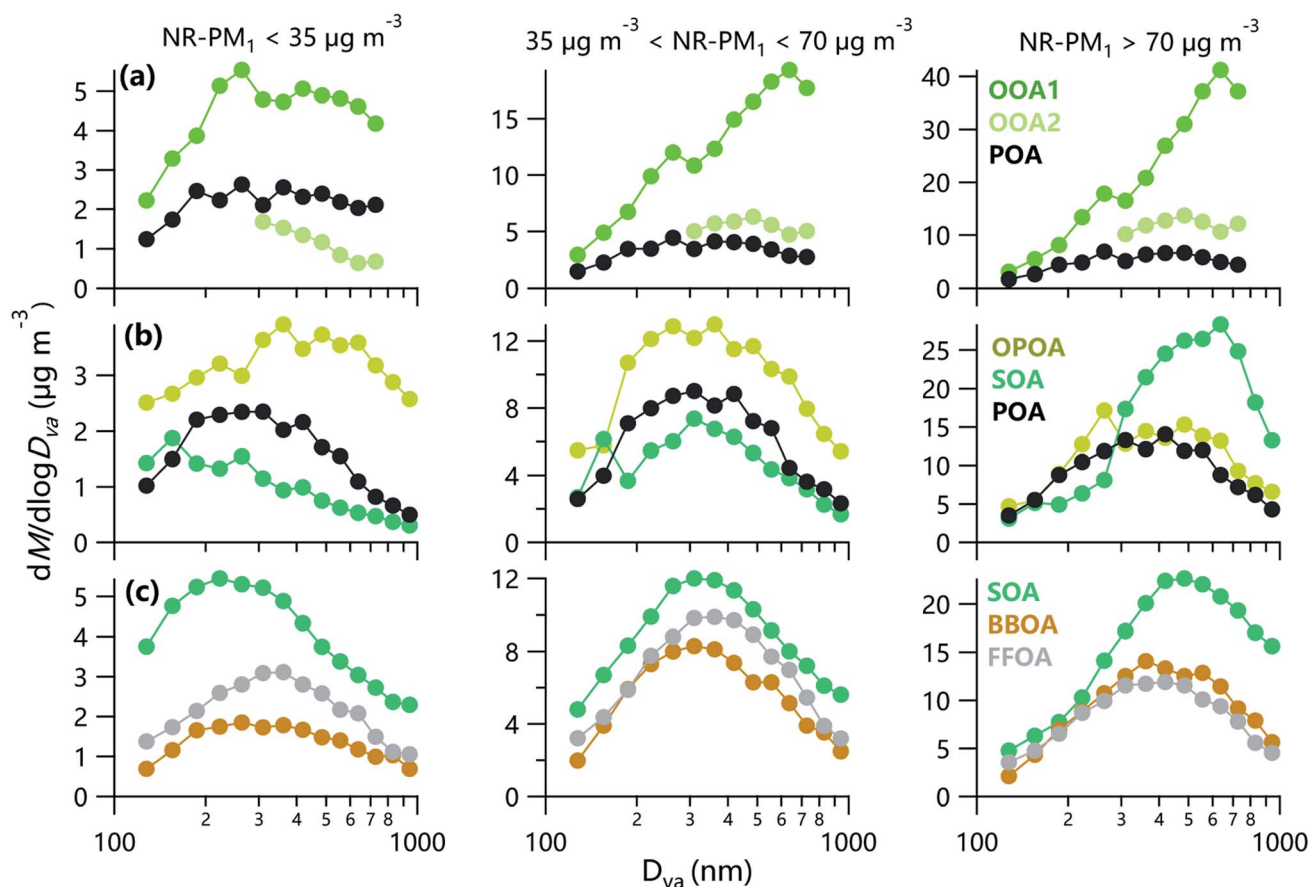 NR-PM₁ < 35 µg m⁻³
35 µg m⁻³ < NR-PM₁ < 70 µg m⁻³
NR-PM₁ > 70 µg m⁻³
(a)
5
4
3
2
1
0
15
10
5
0
40
30
20
10
0
OOA1
OOA2
POA
dM/dlogDva (µg m⁻³)
(b)
3
2
1
0
12
8
4
0
25
20
15
10
5
0
OPOA
SOA
POA
(c)
5
4
3
2
1
0
12
8
4
0
20
15
10
5
0
SOA
BBOA
FFOA
2 3 4 5 6 7 8
2 3 4 5 6 7 8
2 3 4 5 6 7 8
100 1000
100 1000
100 1000
Dva (nm)